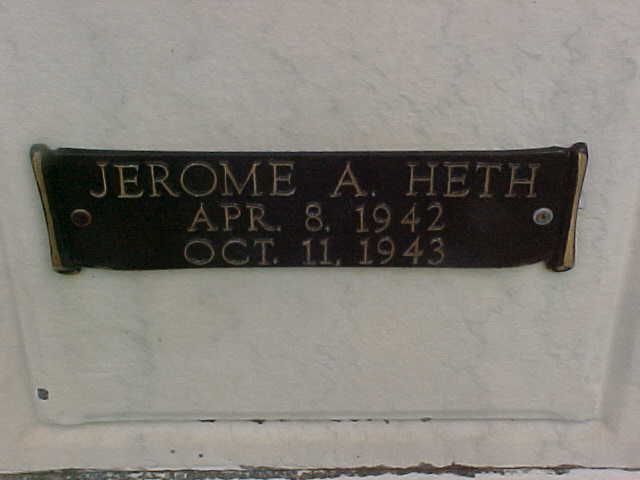 JEROME A. HETH
APR. 8, 1942
OCT. 11, 1943